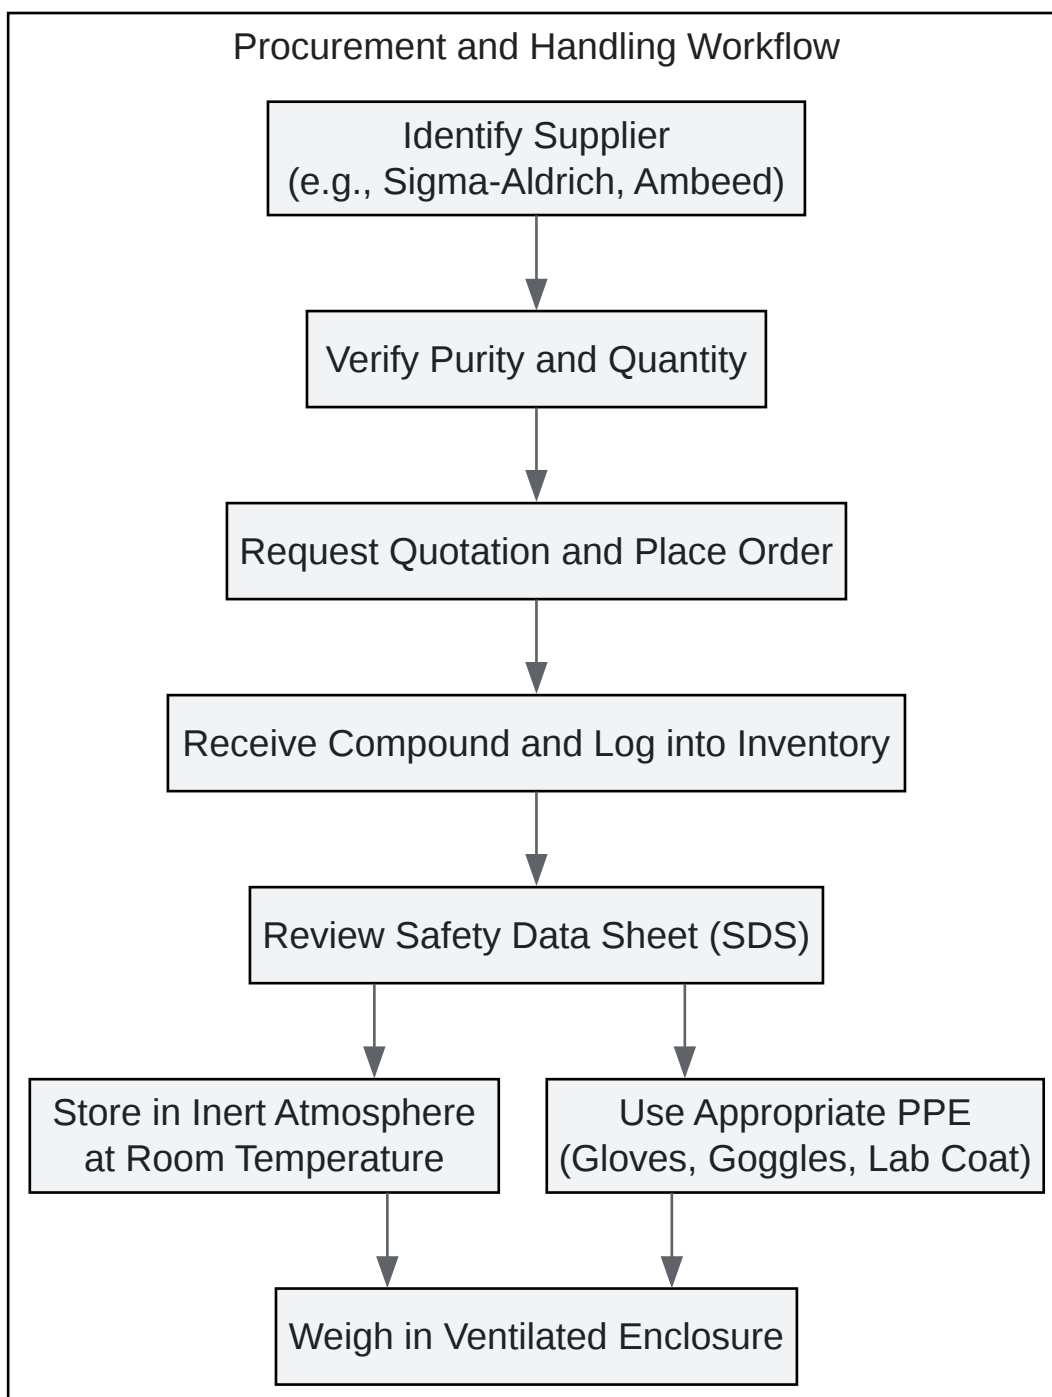 Procurement and Handling Workflow
Identify Supplier
(e.g., Sigma-Aldrich, Ambeed)
Verify Purity and Quantity
Request Quotation and Place Order
Receive Compound and Log into Inventory
Review Safety Data Sheet (SDS)
Store in Inert Atmosphere
at Room Temperature
Use Appropriate PPE
(Gloves, Goggles, Lab Coat)
Weigh in Ventilated Enclosure